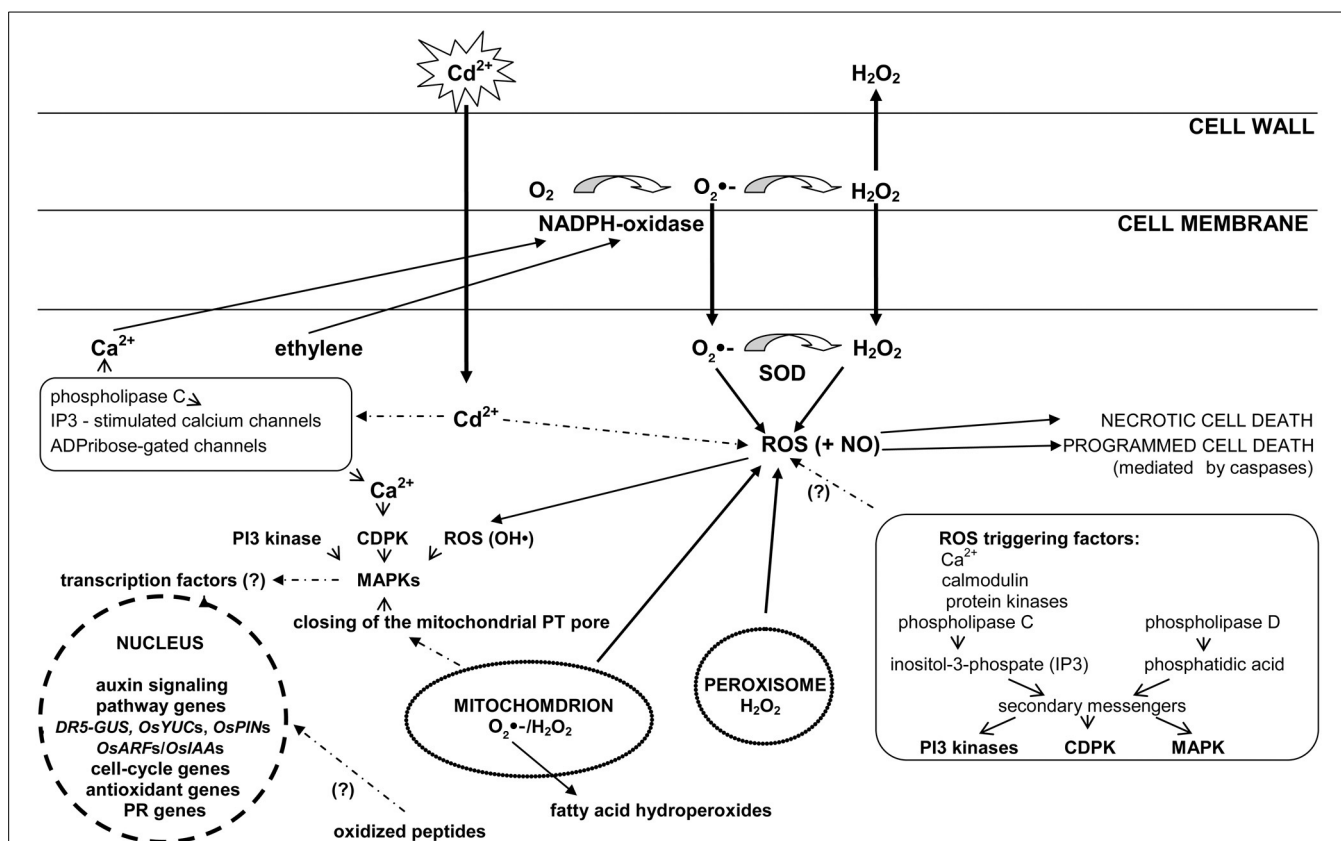 Cd²⁺
H₂O₂
CELL WALL
O₂
O₂•-
H₂O₂
NADPH-oxidase
CELL MEMBRANE
Ca²⁺
ethylene
O₂•-
H₂O₂
SOD
phospholipase C
IP3 - stimulated calcium channels
ADPribose-gated channels
Cd²⁺
ROS (+ NO)
NECROTIC CELL DEATH
PROGRAMMED CELL DEATH
(mediated by caspases)
Ca²⁺
(?)
PI3 kinase
CDPK
ROS (OH•)
transcription factors (?)
MAPKs
closing of the mitochondrial PT pore
NUCLEUS
auxin signaling
pathway genes
DR5-GUS, OsYUCs, OsPINs
OsARFs/OsIAAs
cell-cycle genes
antioxidant genes
PR genes
(?)
oxidized peptides
MITOCHOMDRION
O₂•-/H₂O₂
fatty acid hydroperoxides
PEROXISOME
H₂O₂
ROS triggering factors:
Ca²⁺
calmodulin
protein kinases
phospholipase C
phospholipase D
inositol-3-phospate (IP3)
phosphatidic acid
secondary messengers
PI3 kinases
CDPK
MAPK